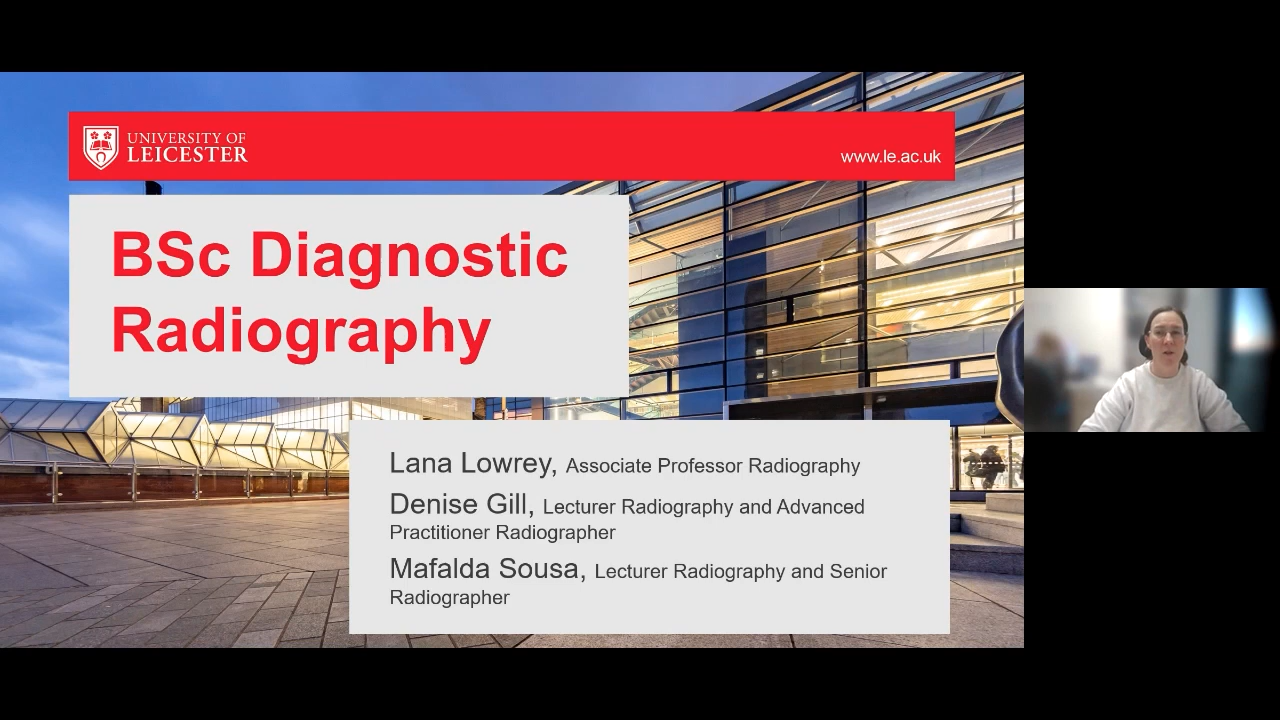 UNIVERSITY OF
LEICESTER
www.le.ac.uk
BSc Diagnostic
Radiography
Lana Lowrey, Associate Professor Radiography
Denise Gill, Lecturer Radiography and Advanced
Practitioner Radiographer
Mafalda Sousa, Lecturer Radiography and Senior
Radiographer